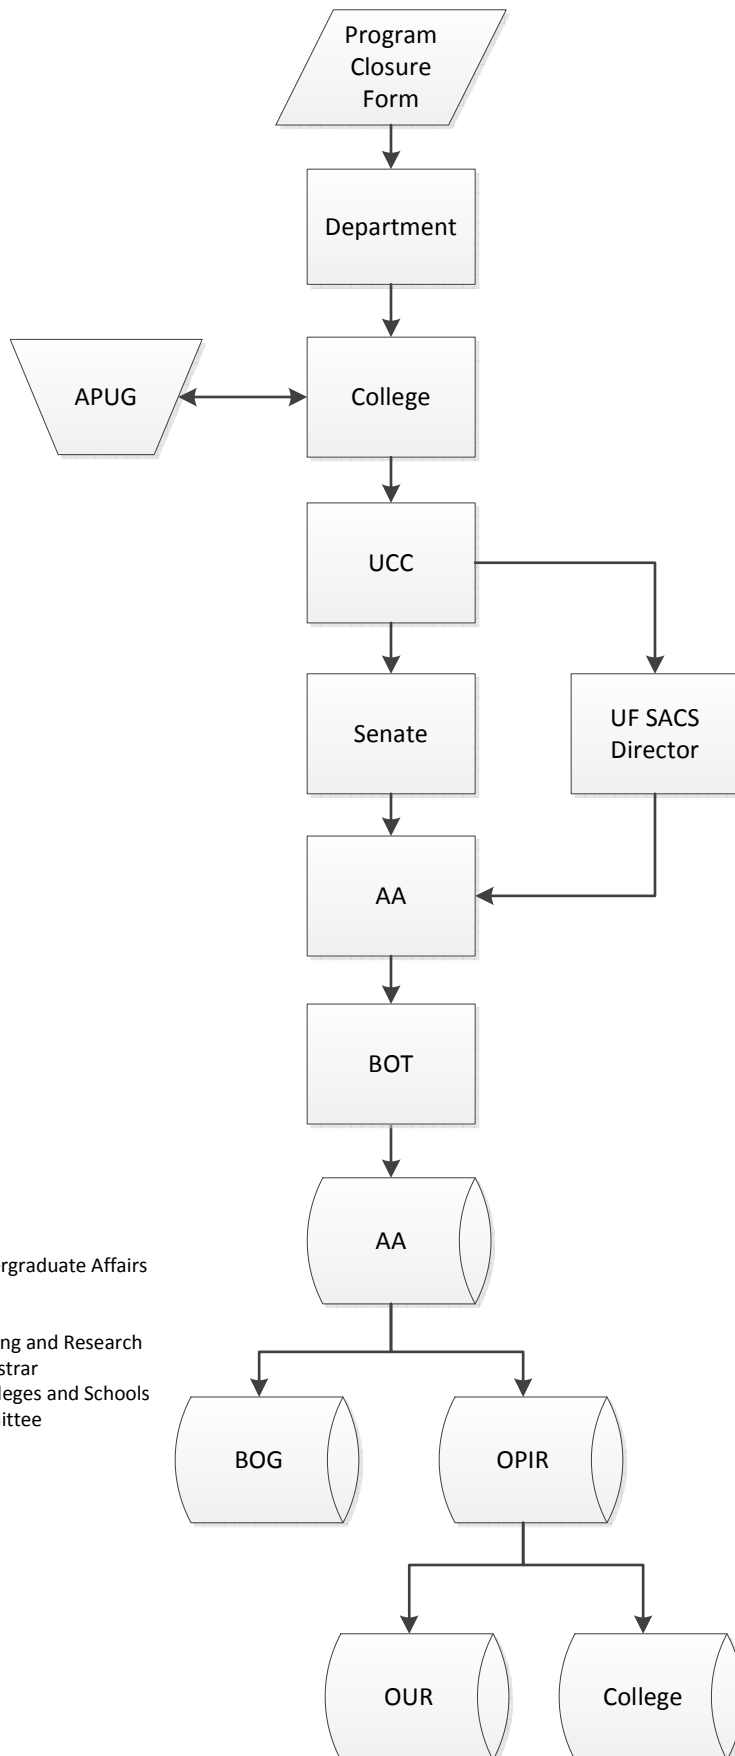 Program
Closure
Form
Department
APUG
College
UCC
Senate
UF SACS
Director
AA
BOT
AA
rgraduate Affairs
ng and Research
strar
leges and Schools
ittee
BOG
OPIR
OUR
College